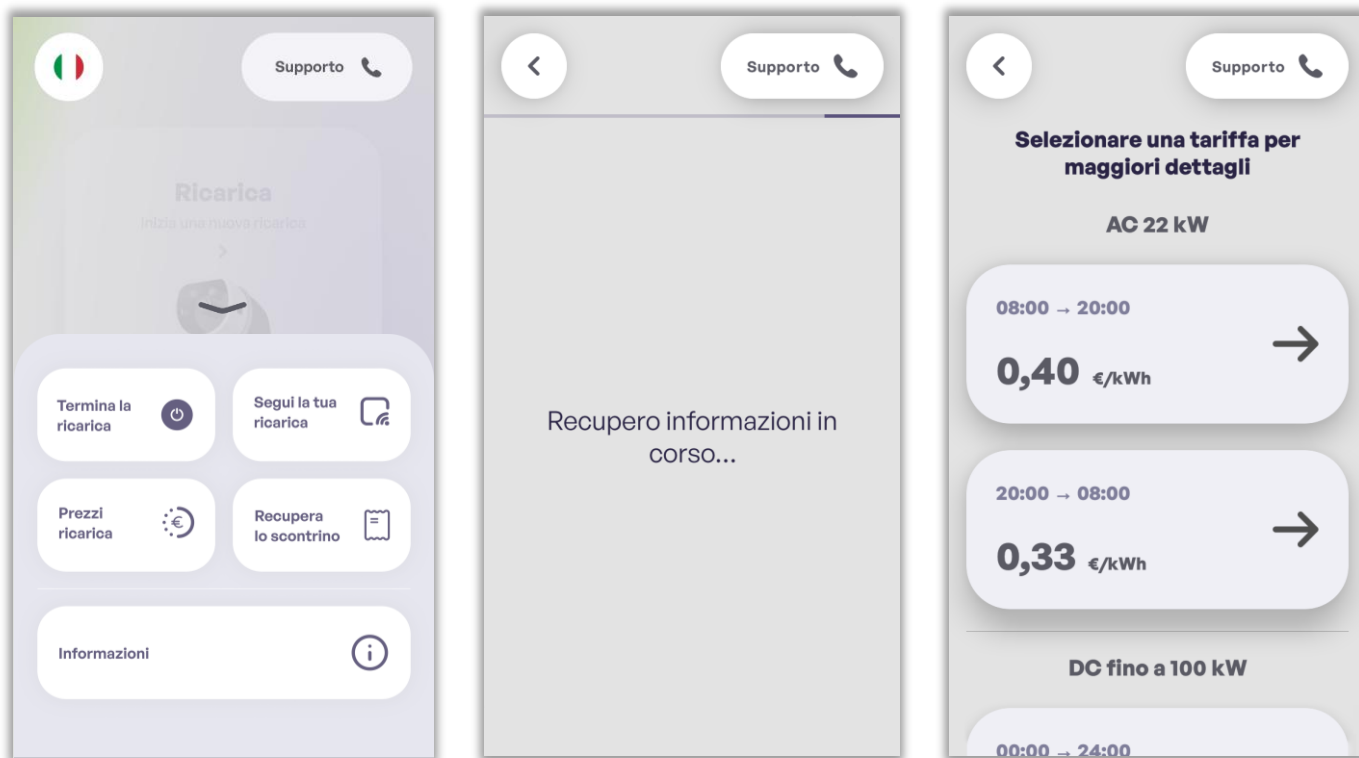 Supporto
Ricarica
Inizia una nuova ricarica
Termina la
ricarica
Segui la tua
ricarica
Prezzi
ricarica
€
Recupera
lo scontrino
Informazioni
i
Supporto
Recupero informazioni in
corso...
Supporto
Selezionare una tariffa per
maggiori dettagli
AC 22 kW
08:00 → 20:00
0,40 €/kWh
20:00 → 08:00
0,33 €/kWh
DC fino a 100 kW
00:00 → 24:00